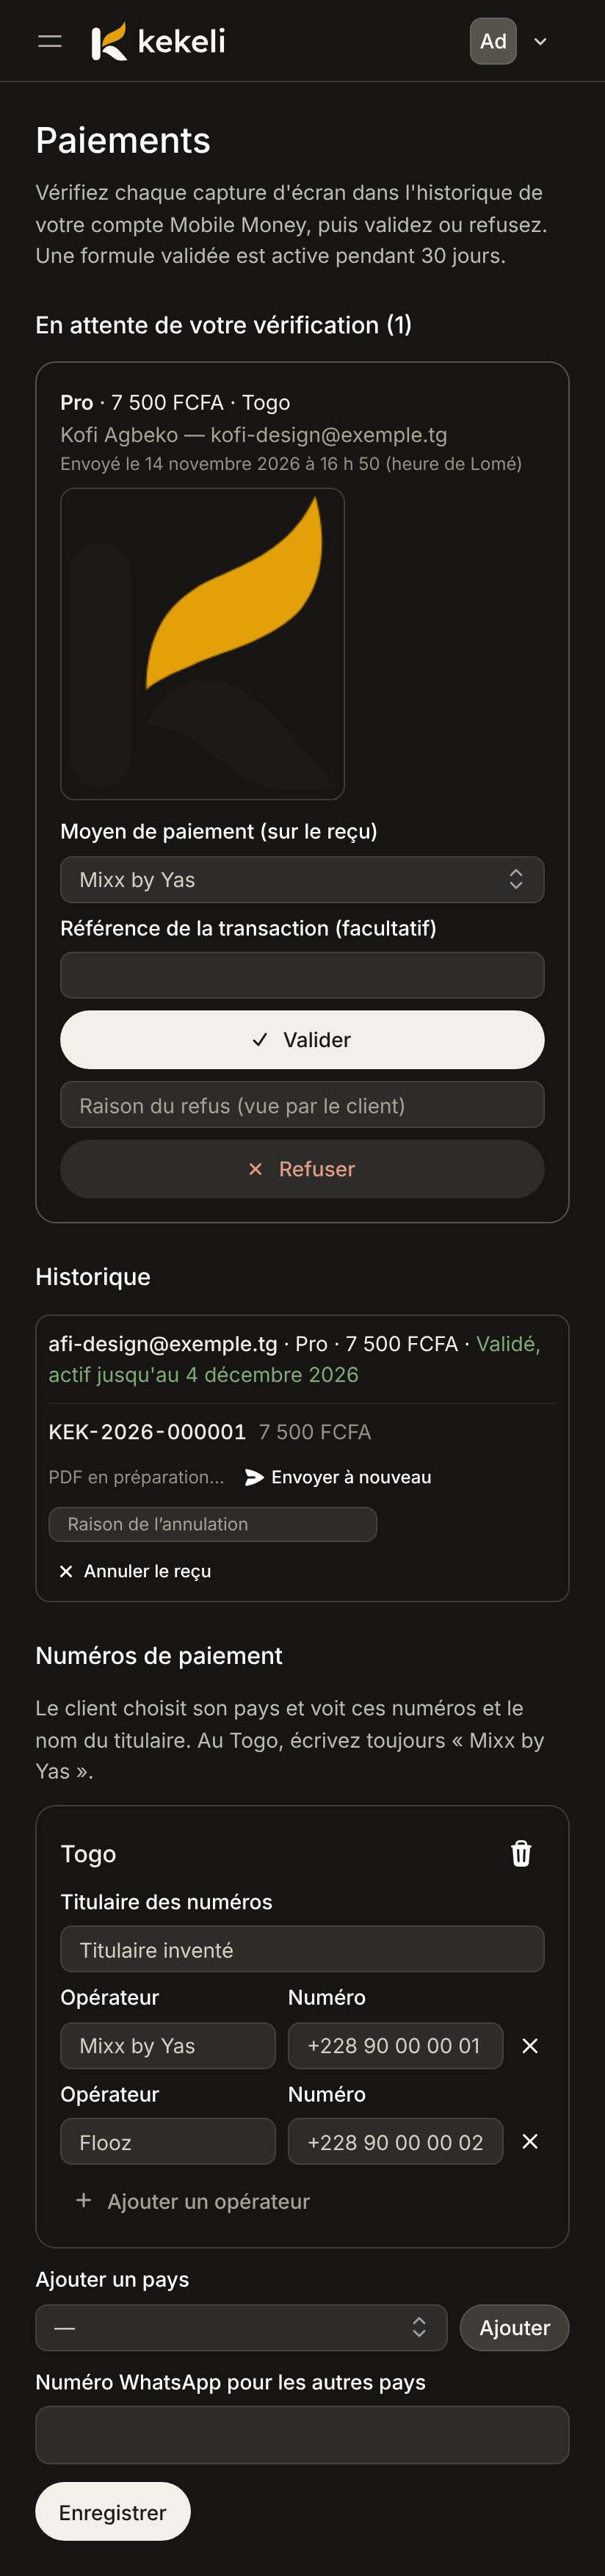 kekeli
Ad
Paiements
Vérifiez chaque capture d'écran dans l'historique de
votre compte Mobile Money, puis validez ou refusez.
Une formule validée est active pendant 30 jours.
En attente de votre vérification (1)
Pro · 7 500 FCFA · Togo
Kofi Agbeko — kofi-design@exemple.tg
Envoyé le 14 novembre 2026 à 16 h 50 (heure de Lomé)
Moyen de paiement (sur le reçu)
Mixx by Yas
Référence de la transaction (facultatif)
Valider
Raison du refus (vue par le client)
Refuser
Historique
afi-design@exemple.tg · Pro · 7 500 FCFA · Validé,
actif jusqu'au 4 décembre 2026
KEK-2026-000001 7 500 FCFA
PDF en préparation... Envoyer à nouveau
Raison de l’annulation
Annuler le reçu
Numéros de paiement
Le client choisit son pays et voit ces numéros et le
nom du titulaire. Au Togo, écrivez toujours « Mixx by
Yas ».
Togo
Titulaire des numéros
Titulaire inventé
Opérateur Numéro
Mixx by Yas +228 90 00 00 01
Opérateur Numéro
Flooz +228 90 00 00 02
Ajouter un opérateur
Ajouter un pays
— Ajouter
Numéro WhatsApp pour les autres pays
Enregistrer